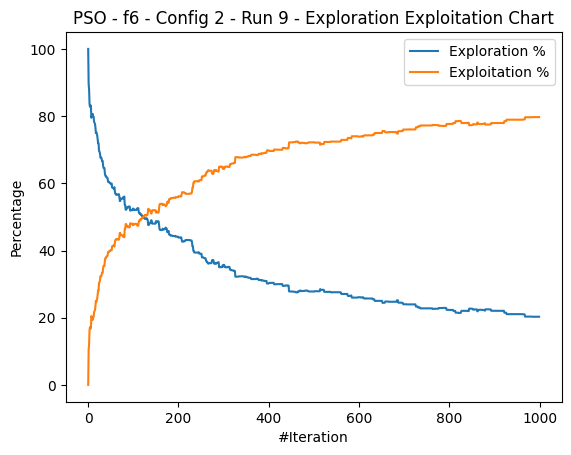 PSO - f6 - Config 2 - Run 9 - Exploration Exploitation Chart
Exploration %
Exploitation %
Percentage
100
80
60
40
20
0
0 200 400 600 800 1000
#Iteration